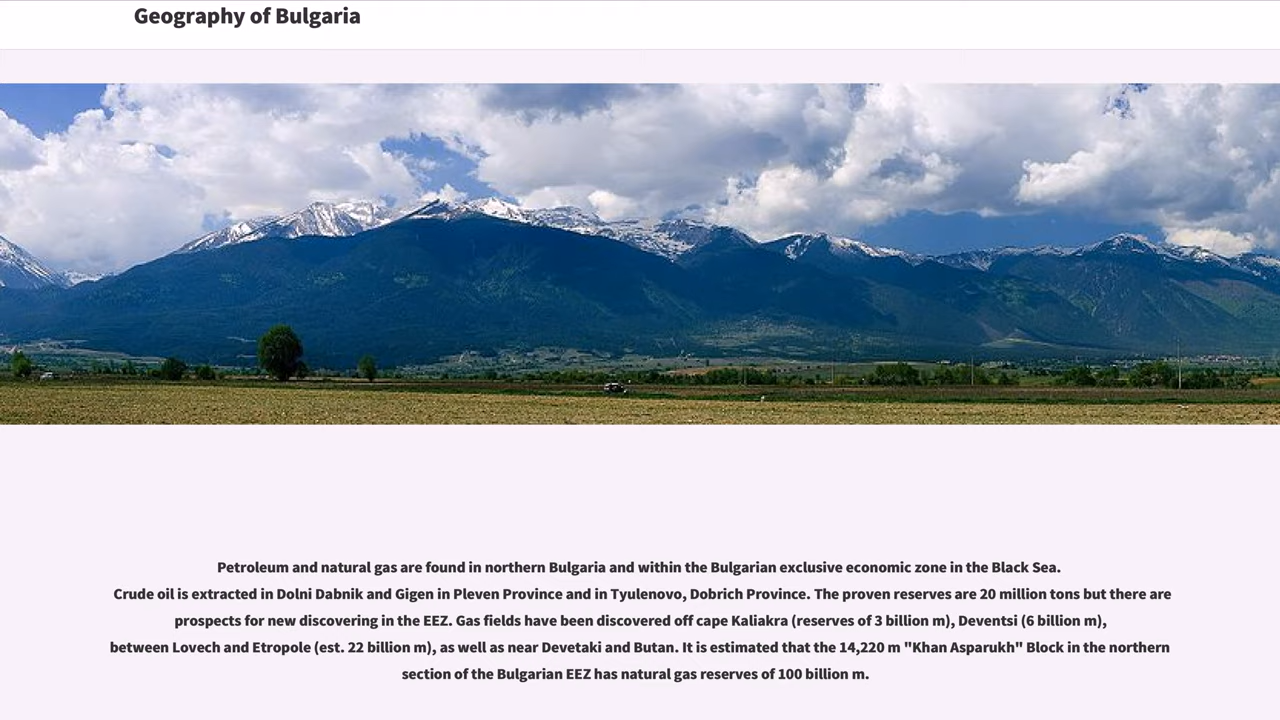 Geography of Bulgaria
Petroleum and natural gas are found in northern Bulgaria and within the Bulgarian exclusive economic zone in the Black Sea.
Crude oil is extracted in Dolni Dabnik and Gigen in Pleven Province and in Tyulenovo, Dobrich Province. The proven reserves are 20 million tons but there are
prospects for new discovering in the EEZ. Gas fields have been discovered off cape Kaliakra (reserves of 3 billion m), Deventsi (6 billion m),
between Lovech and Etropole (est. 22 billion m), as well as near Devetaki and Butan. It is estimated that the 14,220 m "Khan Asparukh" Block in the northern
section of the Bulgarian EEZ has natural gas reserves of 100 billion m.